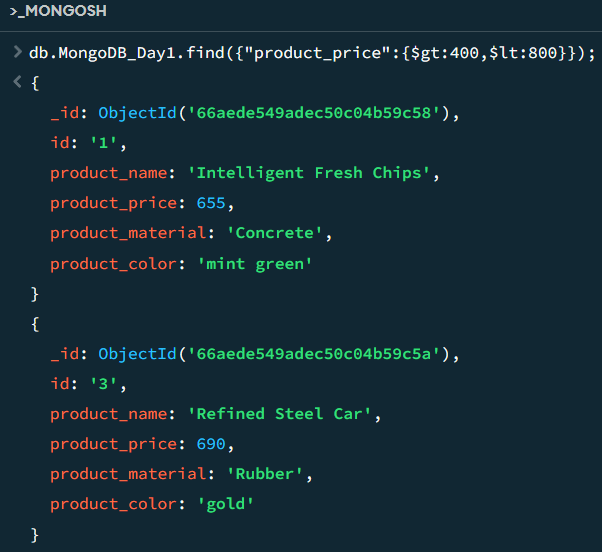 >_MONGOSH
> db.MongoDB_Day1.find({"product_price":{$gt:400,$lt:800}});
< {
_id: ObjectId('66aede549adec50c04b59c58'),
id: '1',
product_name: 'Intelligent Fresh Chips',
product_price: 655,
product_material: 'Concrete',
product_color: 'mint green'
}
{
_id: ObjectId('66aede549adec50c04b59c5a'),
id: '3',
product_name: 'Refined Steel Car',
product_price: 690,
product_material: 'Rubber',
product_color: 'gold'
}